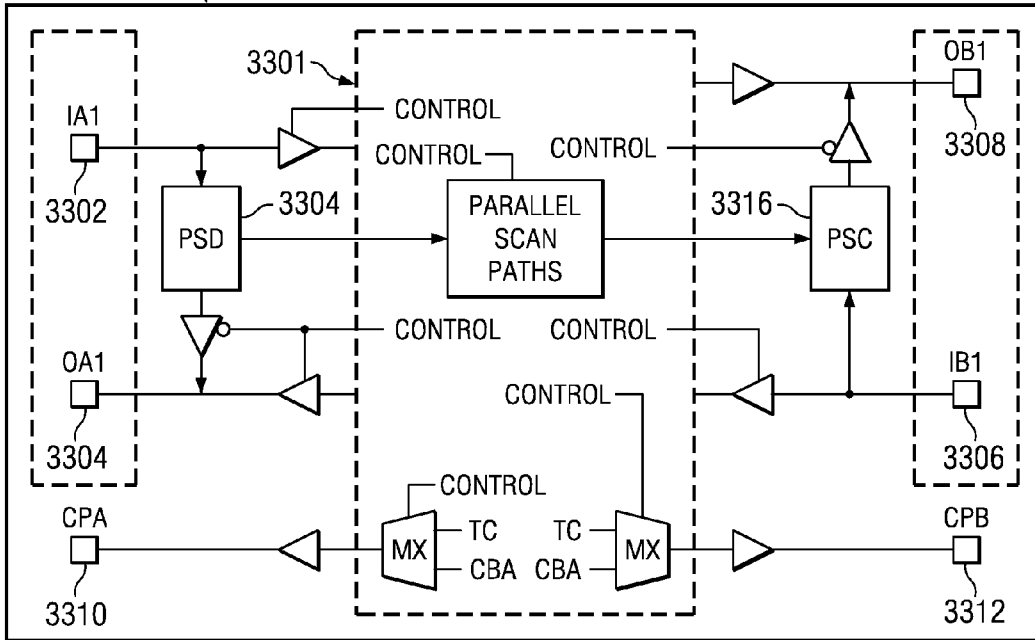 3301
OB1
IA1
CONTROL
CONTROL
CONTROL
3308
3302
3304
PARALLEL
SCAN
PATHS
3316
PSD
PSC
CONTROL
CONTROL
OA1
IB1
CONTROL
3304
3306
CONTROL
CPA
TC
TC
CPB
MX
MX
CBA
CBA
3310
3312